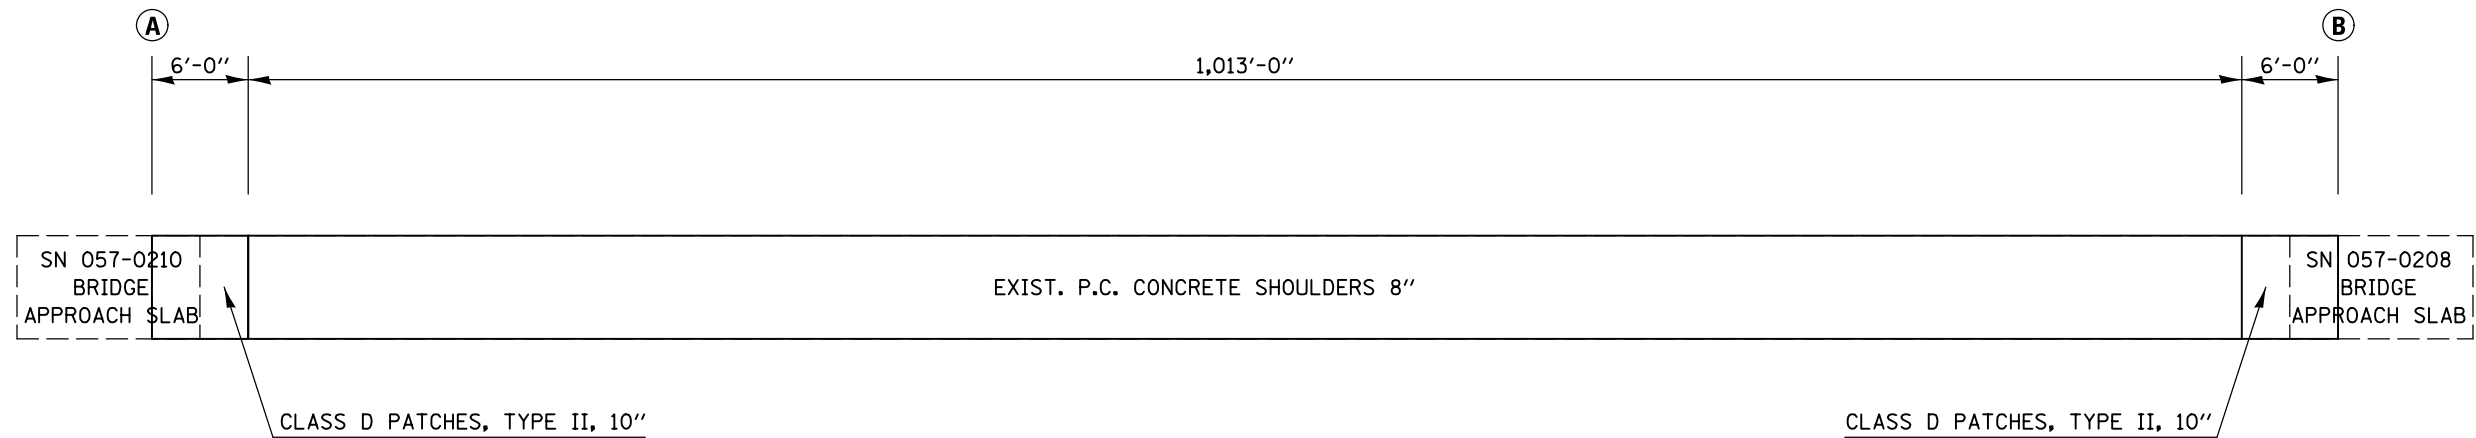 A
B
6'-0"
1,013'-0"
6'-0"
SN 057-0210
BRIDGE
APPROACH SLAB
EXIST. P.C. CONCRETE SHOULDERS 8"
SN 057-0208
BRIDGE
APPROACH SLAB
CLASS D PATCHES, TYPE II, 10"
CLASS D PATCHES, TYPE II, 10"